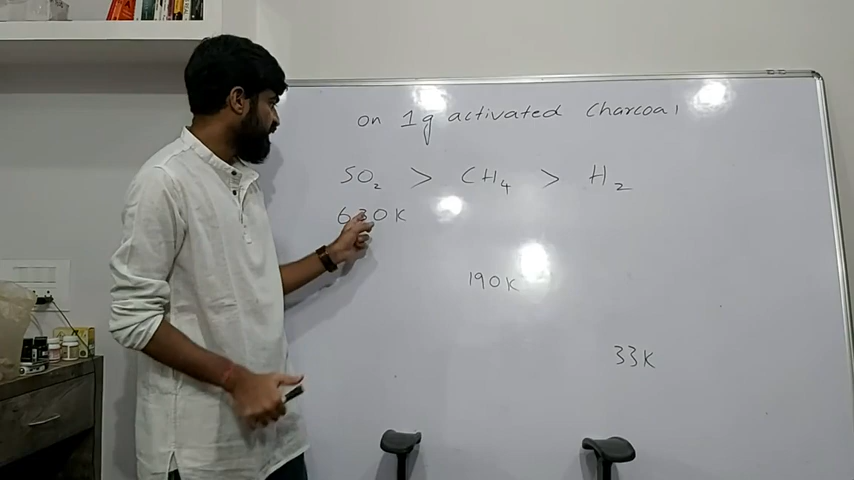 on 1g activated charcoal
SO₂ > CH₄ > H₂
630K
190K
33K